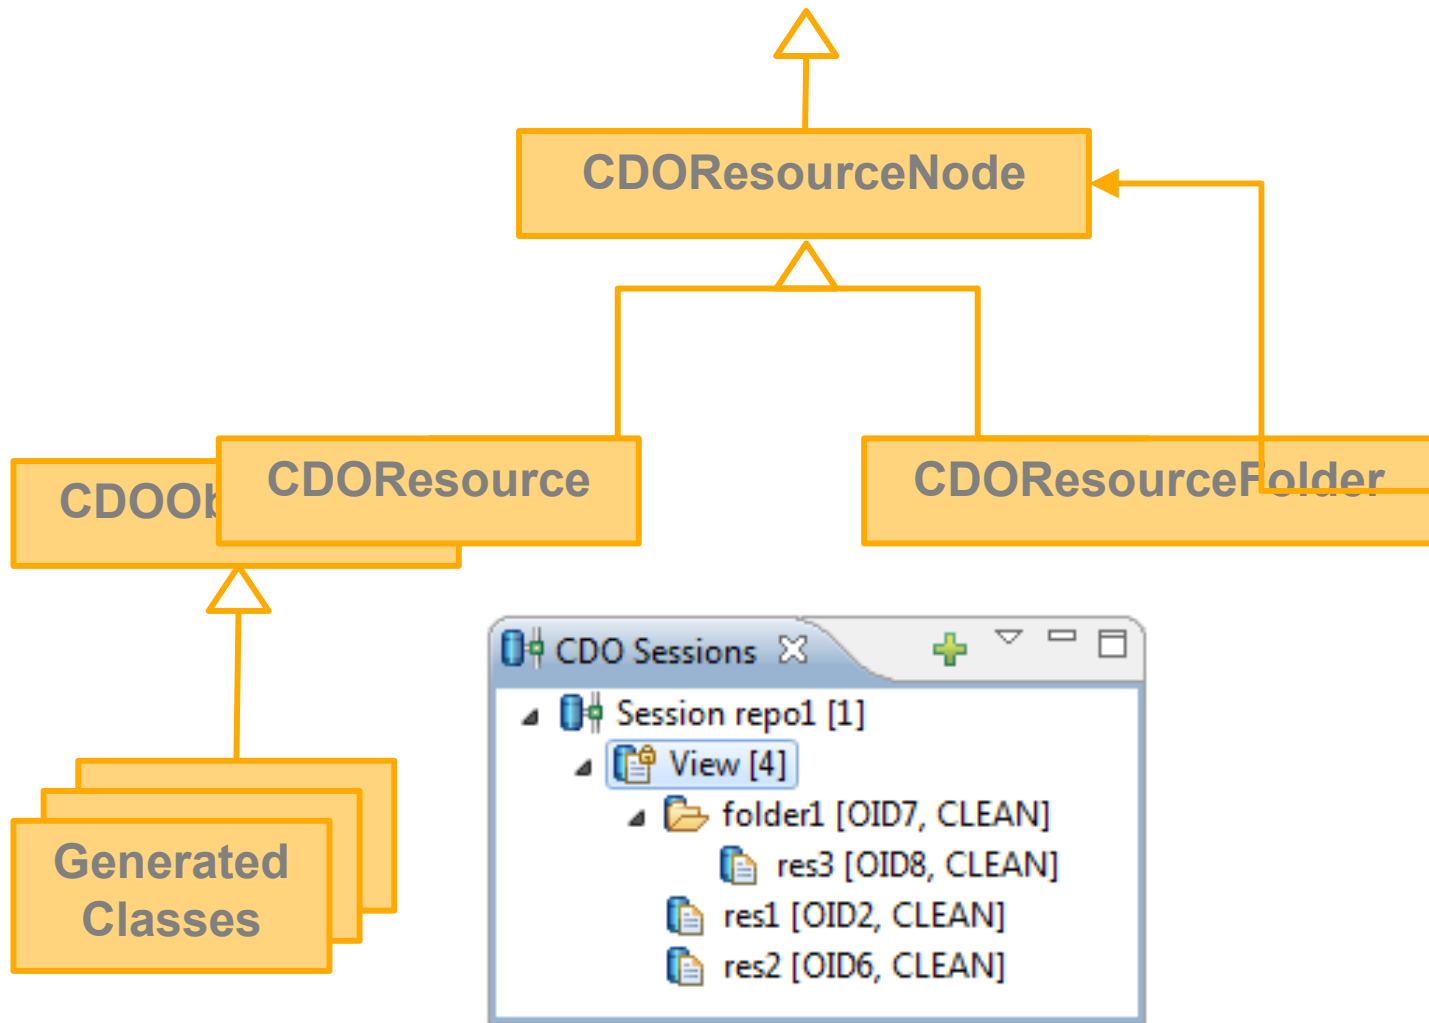 CDOResourceNode
CDOResource
CDOResourceFolder
Generated
Classes
CDO Sessions
Session repo1 [1]
View [4]
folder1 [OID7, CLEAN]
res3 [OID8, CLEAN]
res1 [OID2, CLEAN]
res2 [OID6, CLEAN]